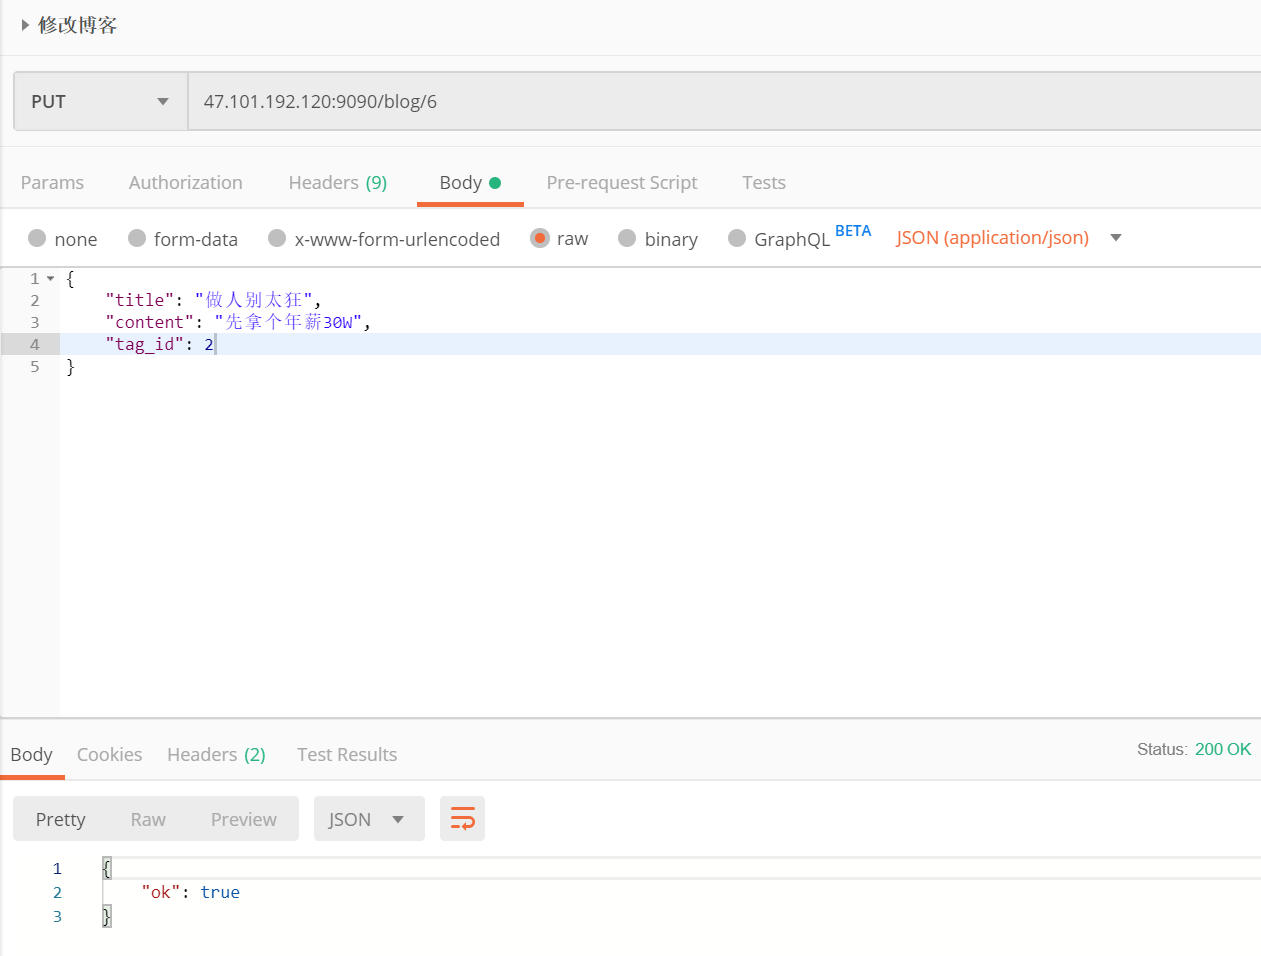 修改博客
PUT 47.101.192.120:9090/blog/6
Params Authorization Headers (9) Body Pre-request Script Tests
none form-data x-www-form-urlencoded raw binary GraphQL BETA JSON (application/json)
1 {
2 "title": "做人别太狂",
3 "content": "先拿个年薪30W",
4 "tag_id": 2
5 }
Body Cookies Headers (2) Test Results Status: 200 OK
Pretty Raw Preview JSON
1 {
2 "ok": true
3 }